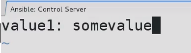 Ansible: Control Server
value1: somevalue
~